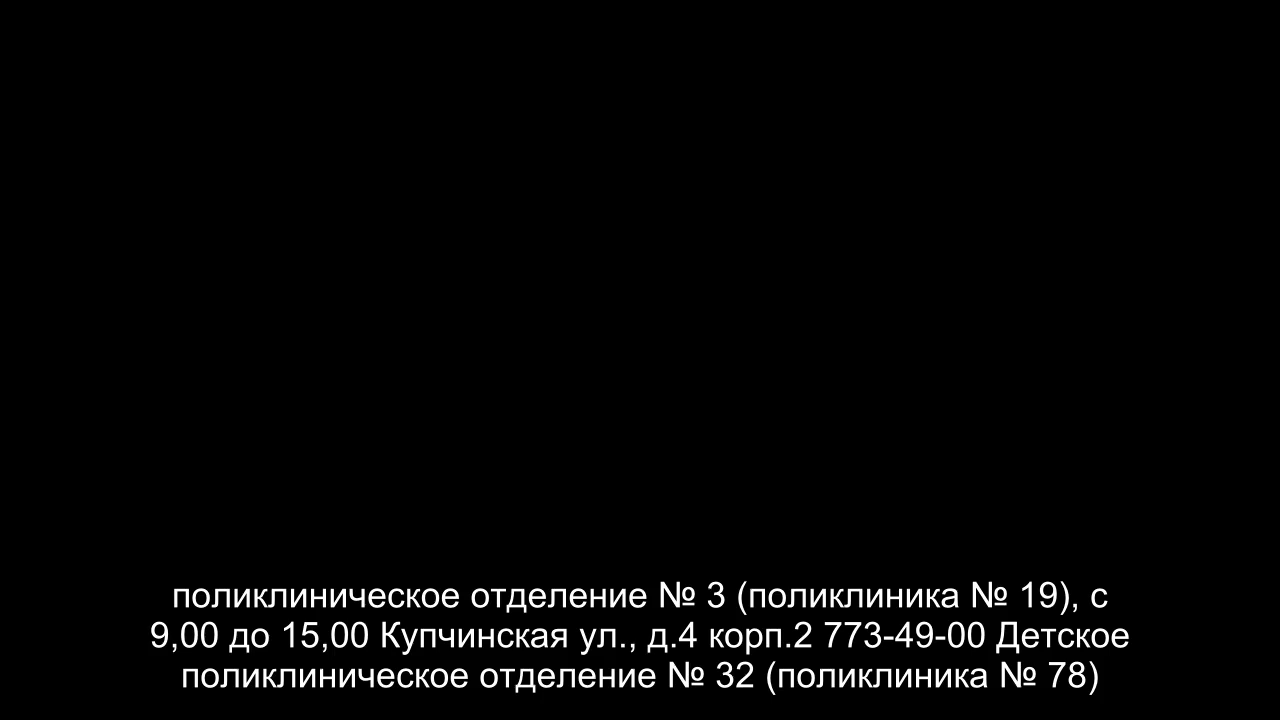 поликлиническое отделение № 3 (поликлиника № 19), с
9,00 до 15,00 Купчинская ул., д.4 корп.2 773-49-00 Детское
поликлиническое отделение № 32 (поликлиника № 78)